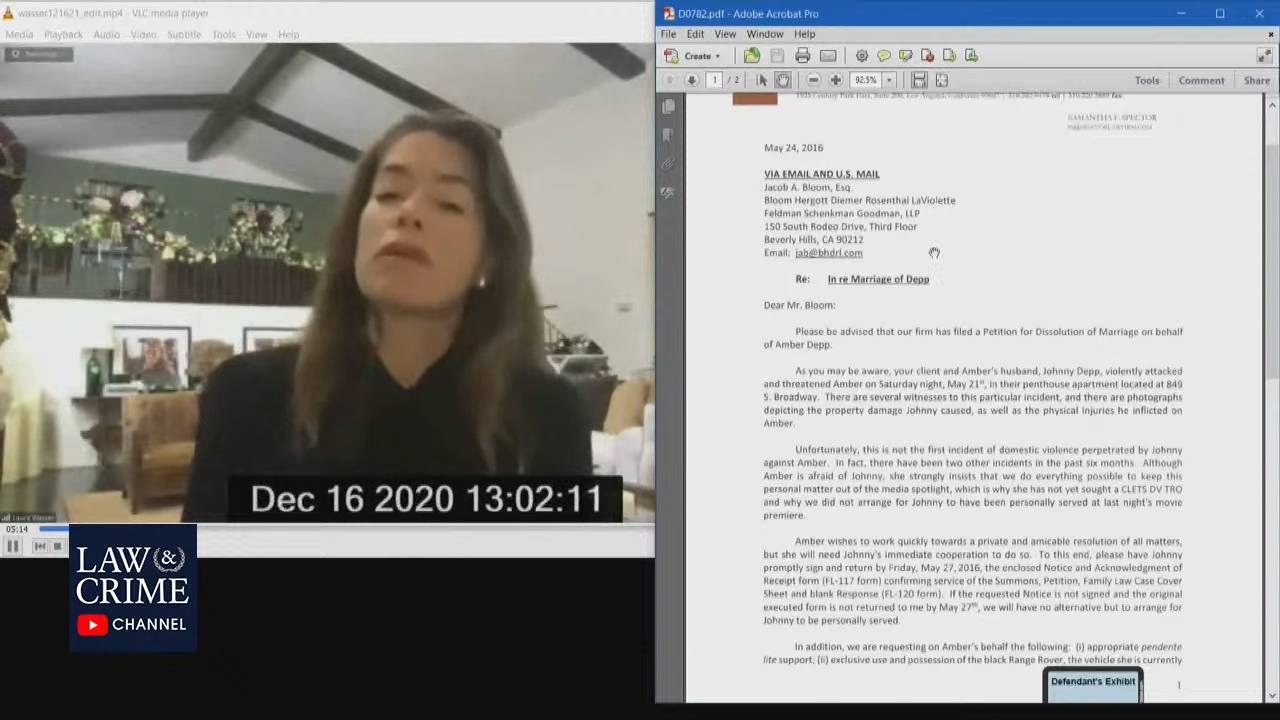 wasser121621_edit.mp4 - VLC media player
Media Playback Audio Video Subtitle Tools View Help
Dec 16 2020 13:02:11
05:14
LAW &
CRIME
CHANNEL
D0782.pdf - Adobe Acrobat Pro
File Edit View Window Help
Create
1 / 2 92.5%
Tools Comment Share
SAMANTHA F. SPECTOR
May 24, 2016
VIA EMAIL AND U.S. MAIL
Jacob A. Bloom, Esq.
Bloom Hergott Diemer Rosenthal LaViolette
Feldman Schenkman Goodman, LLP
150 South Rodeo Drive, Third Floor
Beverly Hills, CA 90212
Email: jab@bhdrl.com
Re: In re Marriage of Depp
Dear Mr. Bloom:
Please be advised that our firm has filed a Petition for Dissolution of Marriage on behalf
of Amber Depp.
As you may be aware, your client and Amber's husband, Johnny Depp, violently attacked
and threatened Amber on Saturday night, May 21st, in their penthouse apartment located at 849
S. Broadway. There are several witnesses to this particular incident, and there are photographs
depicting the property damage Johnny caused, as well as the physical injuries he inflicted on
Amber.
Unfortunately, this is not the first incident of domestic violence perpetrated by Johnny
against Amber. In fact, there have been two other incidents in the past six months. Although
Amber is afraid of Johnny, she strongly insists that we do everything possible to keep this
personal matter out of the media spotlight, which is why she has not yet sought a CLETS DV TRO
and why we did not arrange for Johnny to have been personally served at last night's movie
premiere.
Amber wishes to work quickly towards a private and amicable resolution of all matters,
but she will need Johnny's immediate cooperation to do so. To this end, please have Johnny
promptly sign and return by Friday, May 27, 2016, the enclosed Notice and Acknowledgment of
Receipt form (FL-117 form) confirming service of the Summons, Petition, Family Law Case Cover
Sheet and blank Response (FL-120 form). If the requested Notice is not signed and the original
executed form is not returned to me by May 27th, we will have no alternative but to arrange for
Johnny to be personally served.
In addition, we are requesting on Amber's behalf the following: (i) appropriate pendente
lite support; (ii) exclusive use and possession of the black Range Rover, the vehicle she is currently
Defendant's Exhibit
1